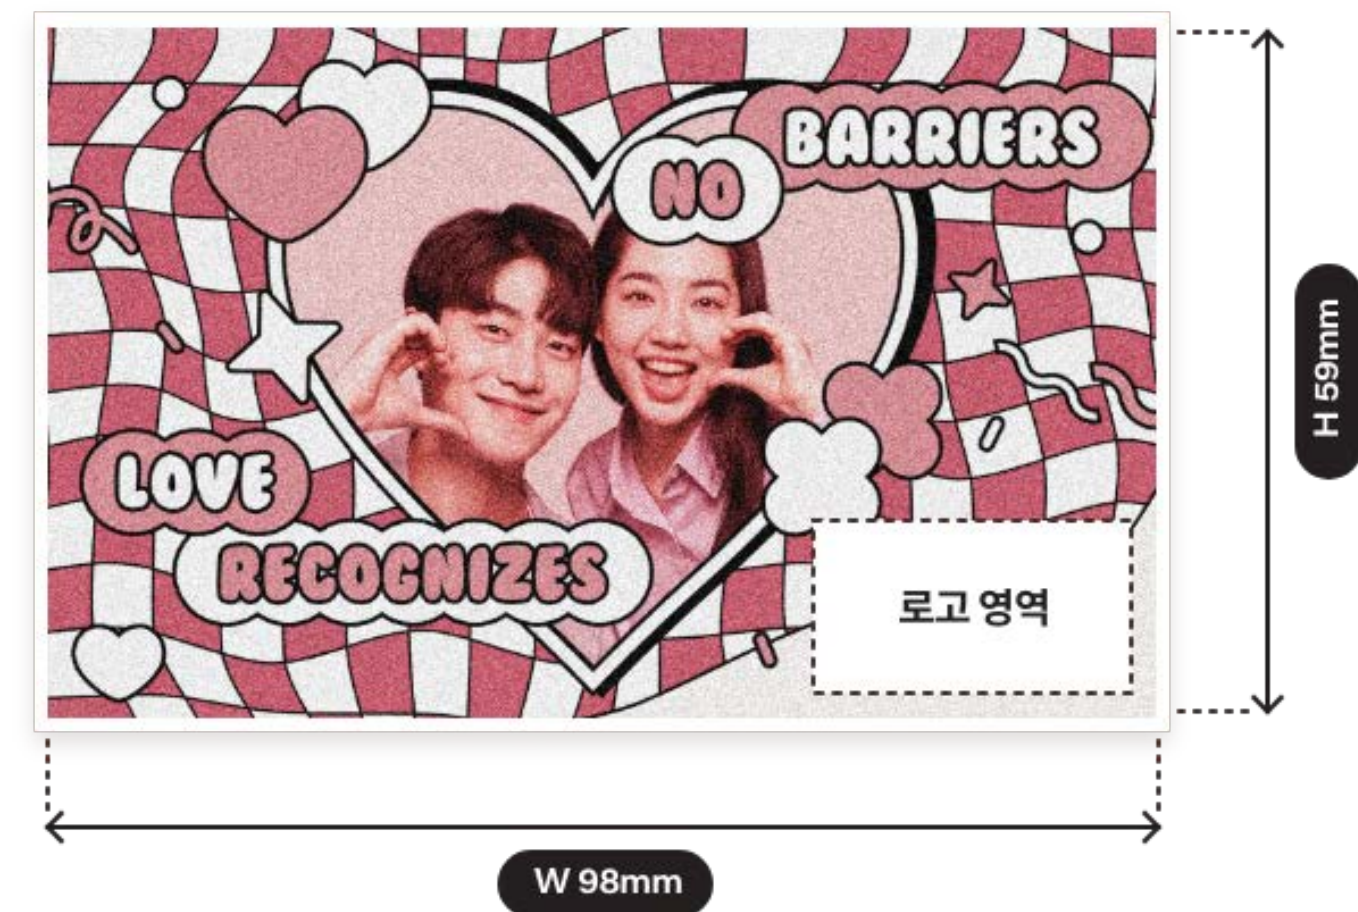 BARRIERS
NO
LOVE
RECOGNIZES
로고 영역
H 59mm
W 98mm